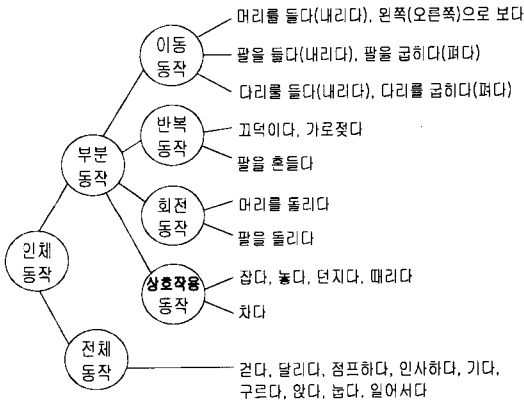 머리를 들다(내리다), 왼쪽(오른쪽)으로 보다
이동
동작
팔을 들다(내리다), 팔을 굽히다(펴다)
다리를 들다(내리다), 다리를 굽히다(펴다)
반복
동작
끄덕이다, 가로젖다
팔을 흔들다
부분
동작
회전
동작
머리를 돌리다
팔을 돌리다
인체
동작
상호작용
동작
잡다, 놓다, 던지다, 때리다
차다
전체
동작
걷다, 달리다, 점프하다, 인사하다, 기다,
구르다, 앉다, 눕다, 일어서다